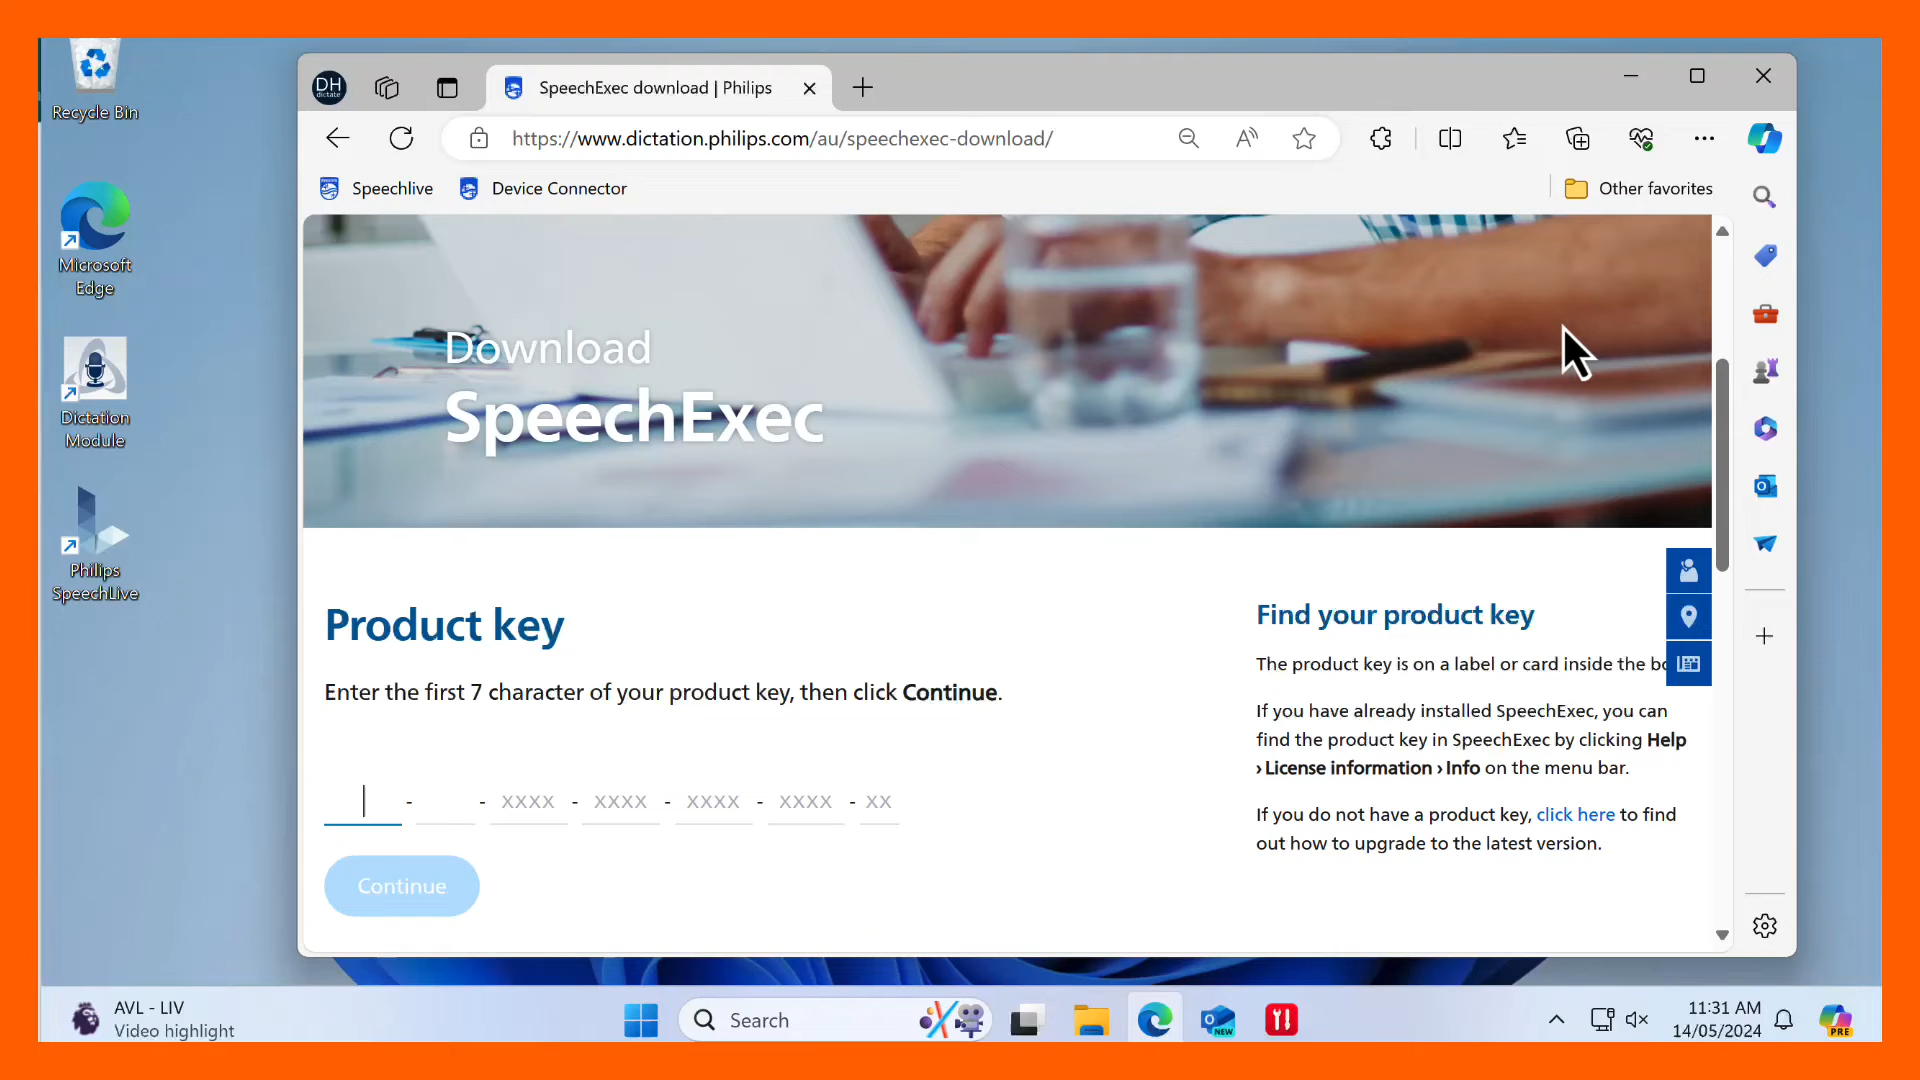 Recycle Bin
Microsoft
Edge
Dictation
Module
Philips
SpeechLive
DH
dictate
SpeechExec download | Philips
https://www.dictation.philips.com/au/speechexec-download/
Speechlive
Device Connector
Other favorites
Download
SpeechExec
Product key
Enter the first 7 character of your product key, then click Continue.
- - XXXX - XXXX - XXXX - XXXX - XX
Continue
Find your product key
The product key is on a label or card inside the bo
If you have already installed SpeechExec, you can
find the product key in SpeechExec by clicking Help
› License information › Info on the menu bar.
If you do not have a product key, click here to find
out how to upgrade to the latest version.
AVL - LIV
Video highlight
Search
NEW
11:31 AM
14/05/2024
PRE